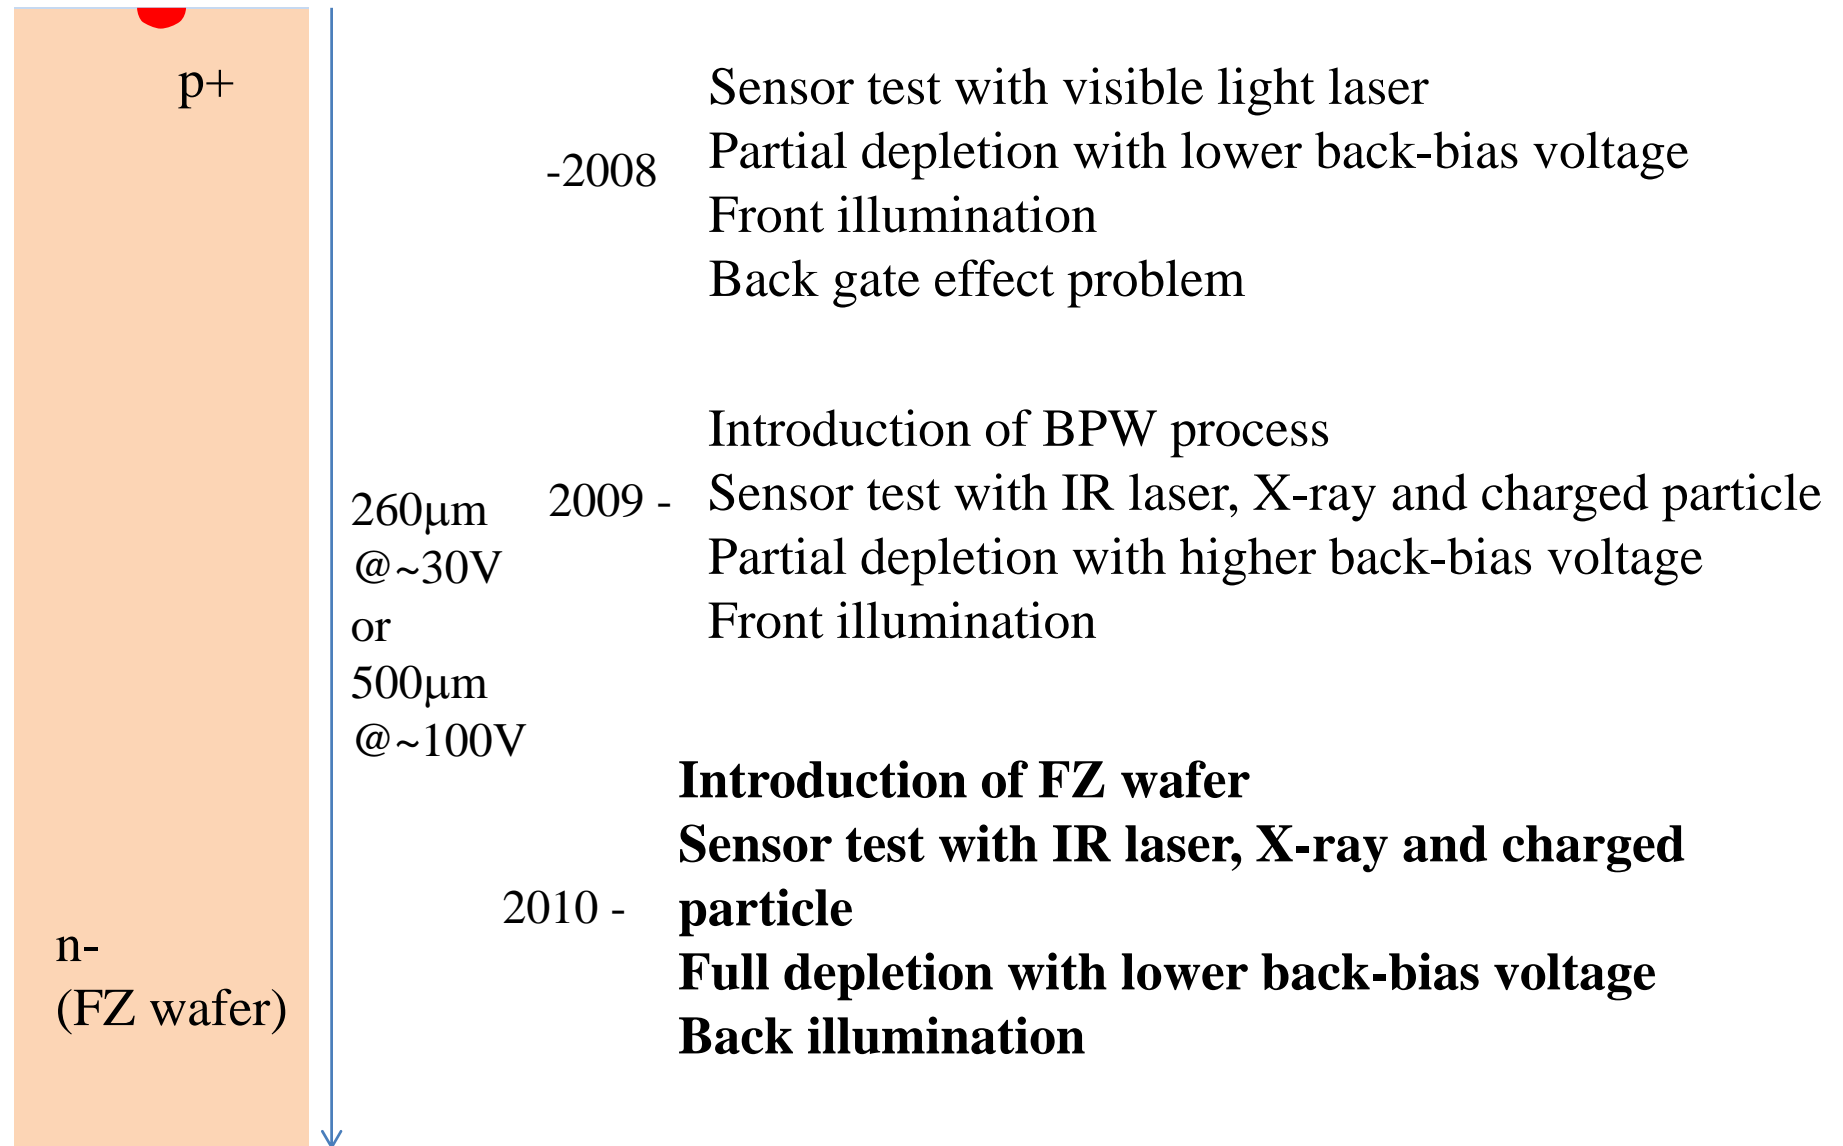 p+
Sensor test with visible light laser
-2008
Partial depletion with lower back-bias voltage
Front illumination
Back gate effect problem
Introduction of BPW process
2009 -
Sensor test with IR laser, X-ray and charged particle
Partial depletion with higher back-bias voltage
Front illumination
260μm
@~30V
or
500μm
@~100V
Introduction of FZ wafer
Sensor test with IR laser, X-ray and charged
2010 -
particle
Full depletion with lower back-bias voltage
Back illumination
n-
(FZ wafer)